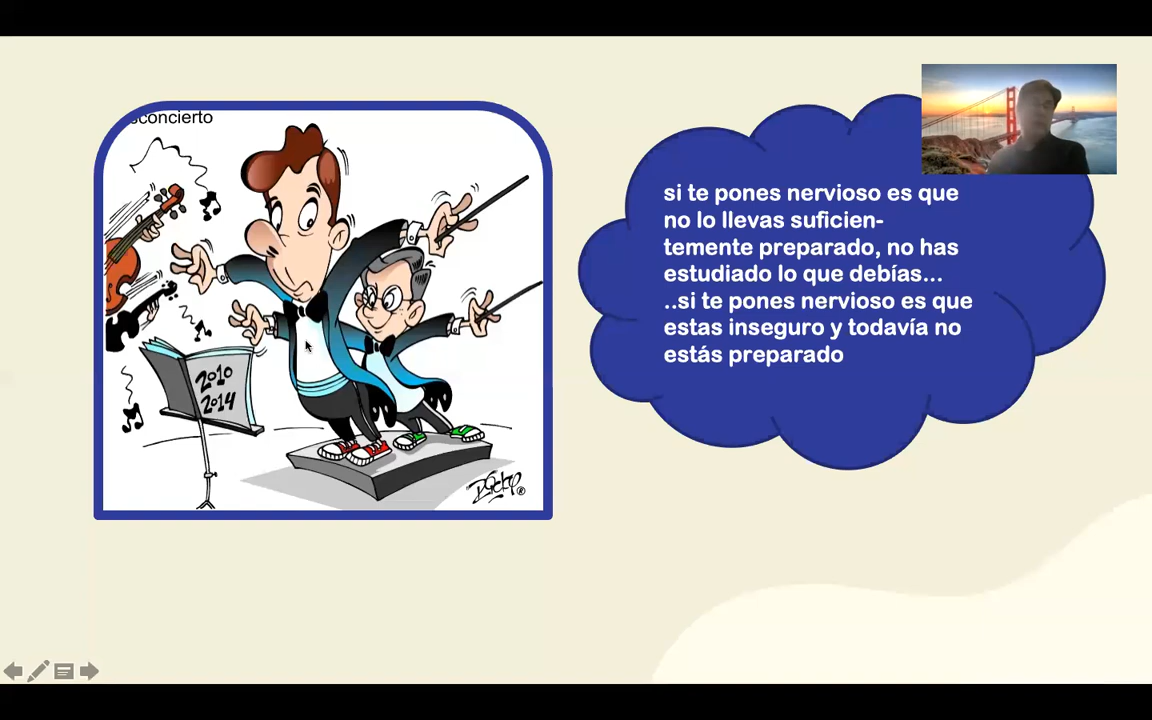 sconcierto
2010
2014
si te pones nervioso es que
no lo llevas suficien-
temente preparado, no has
estudiado lo que debías...
..si te pones nervioso es que
estas inseguro y todavía no
estás preparado